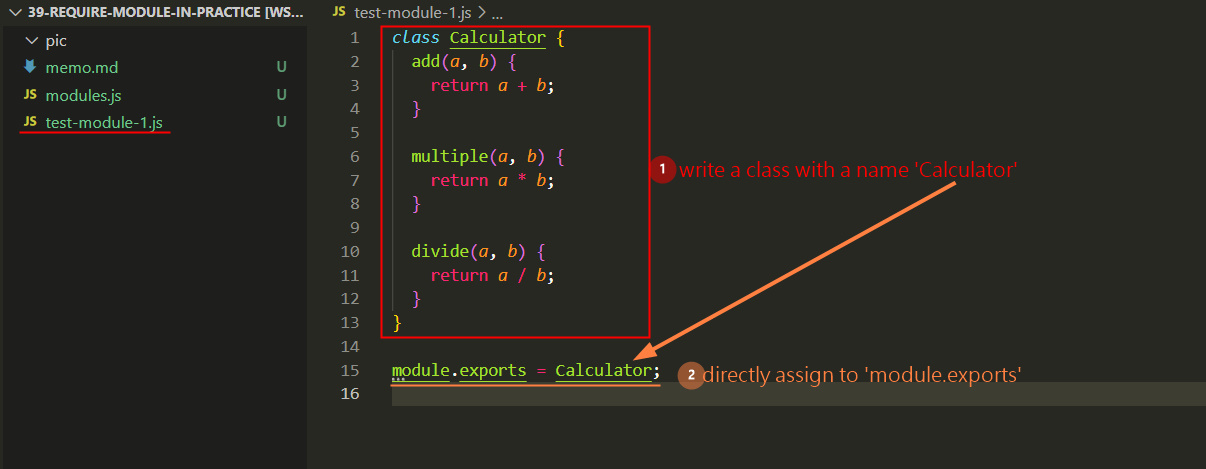 39-REQUIRE-MODULE-IN-PRACTICE [WS...
pic
memo.md U
JS modules.js U
JS test-module-1.js U
JS test-module-1.js > ...
1 class Calculator {
2   add(a, b) {
3     return a + b;
4   }
5
6   multiple(a, b) {
7     return a * b;
8   }
9
10   divide(a, b) {
11     return a / b;
12   }
13 }
14
15 module.exports = Calculator;
16
1 write a class with a name 'Calculator'
2 directly assign to 'module.exports'